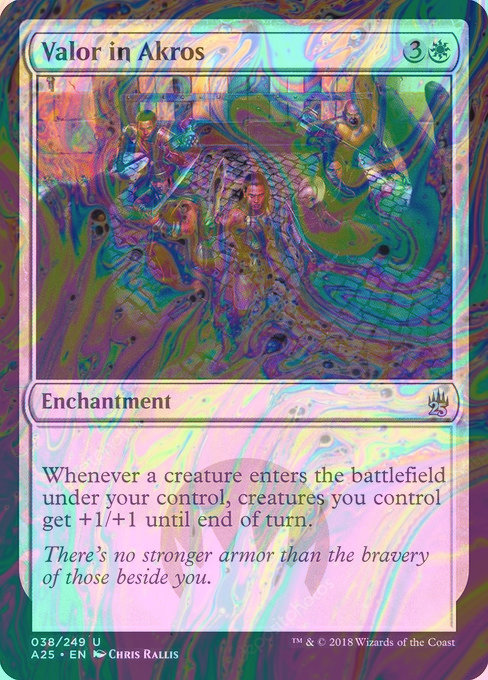 Valor in Akros 3
Enchantment
25
Whenever a creature enters the battlefield
under your control, creatures you control
get +1/+1 until end of turn.
There's no stronger armor than the bravery
of those beside you.
038/249 U
A25 • EN Chris Rallis
™ & © 2018 Wizards of the Coast